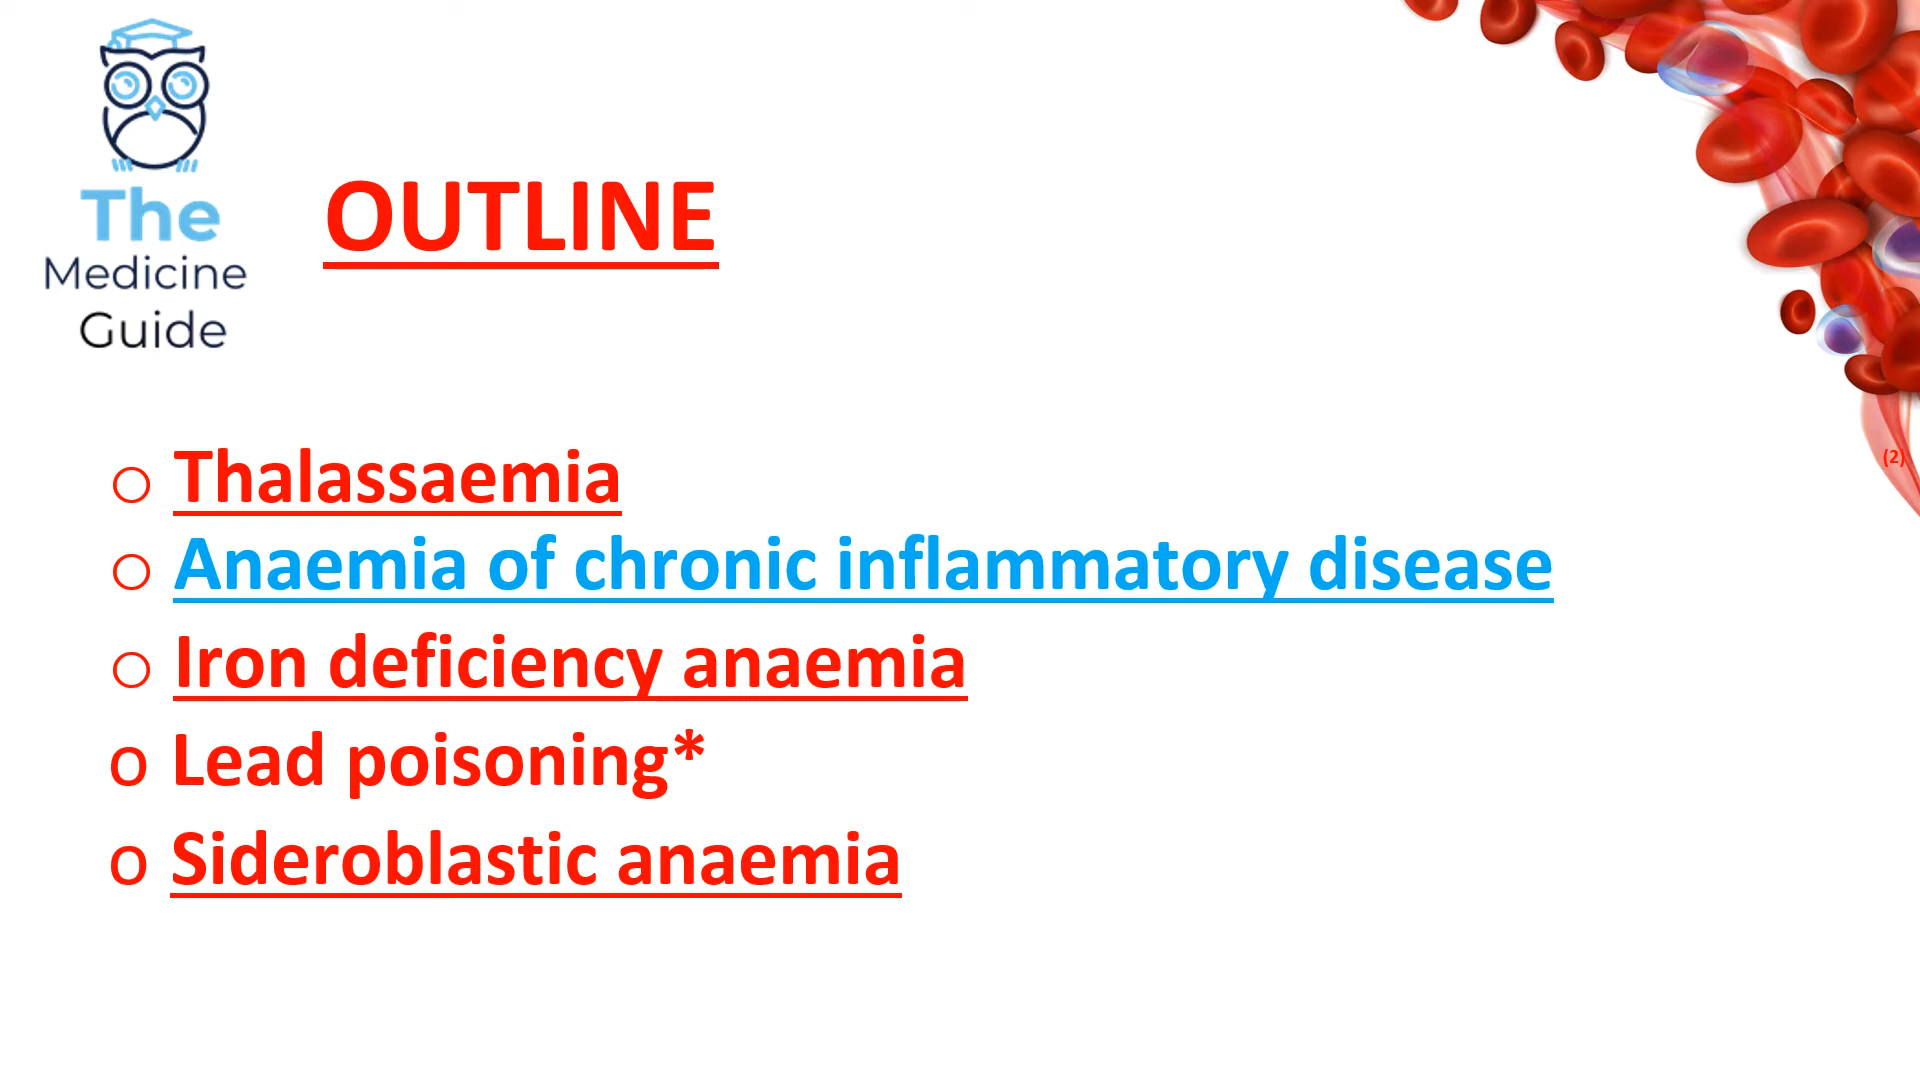 The
Medicine
Guide
OUTLINE
o Thalassaemia
o Anaemia of chronic inflammatory disease
o Iron deficiency anaemia
o Lead poisoning*
o Sideroblastic anaemia
(2)